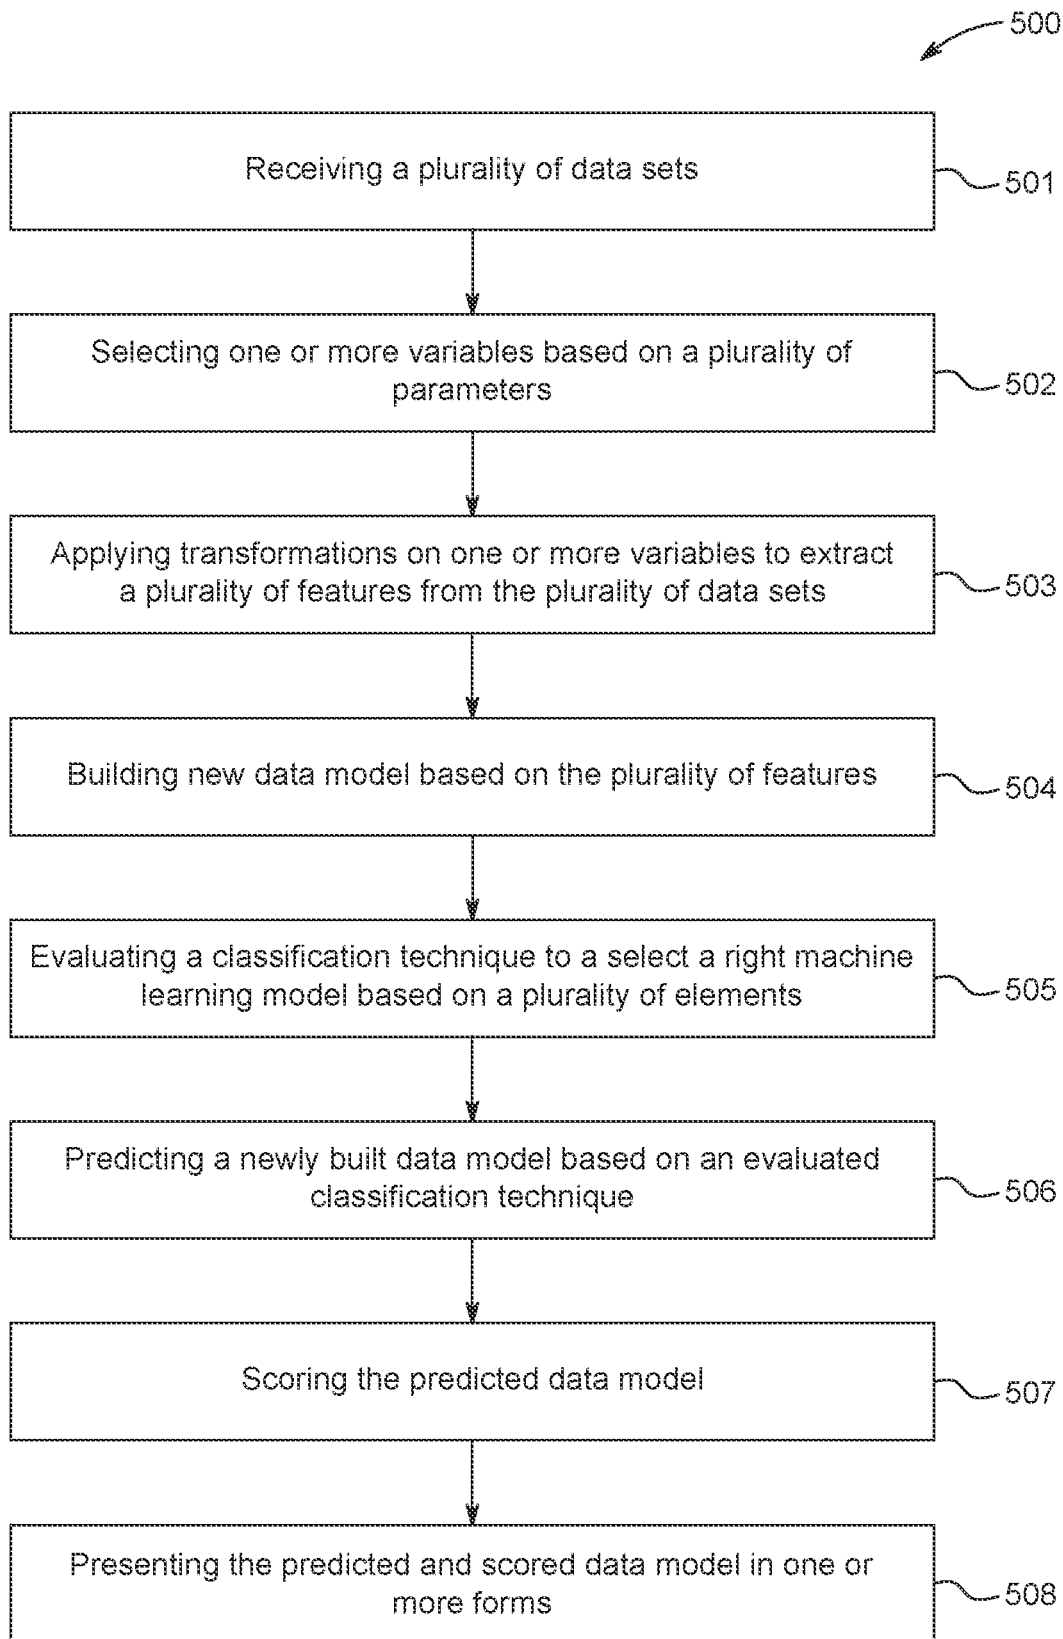 500
Receiving a plurality of data sets
501
Selecting one or more variables based on a plurality of
parameters
502
Applying transformations on one or more variables to extract
a plurality of features from the plurality of data sets
503
Building new data model based on the plurality of features
504
Evaluating a classification technique to a select a right machine
learning model based on a plurality of elements
505
Predicting a newly built data model based on an evaluated
classification technique
506
Scoring the predicted data model
507
Presenting the predicted and scored data model in one or
more forms
508